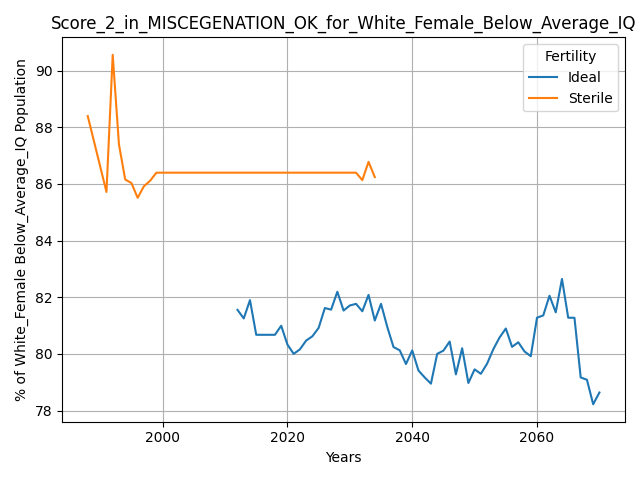 Score_2_in_MISCEGENATION_OK_for_White_Female_Below_Average_IQ
% of White_Female Below_Average_IQ Population
90
88
86
84
82
80
78
Fertility
Ideal
Sterile
2000
2020
2040
2060
Years